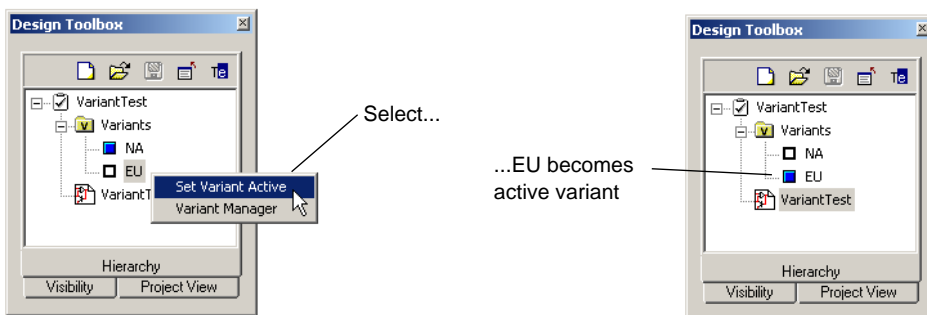 Design Toolbox
VariantTest
Variants
NA
EU
VariantT
Set Variant Active
Variant Manager
Hierarchy
Visibility
Project View
Select...
...EU becomes
active variant
Design Toolbox
VariantTest
Variants
NA
EU
VariantTest
Hierarchy
Visibility
Project View